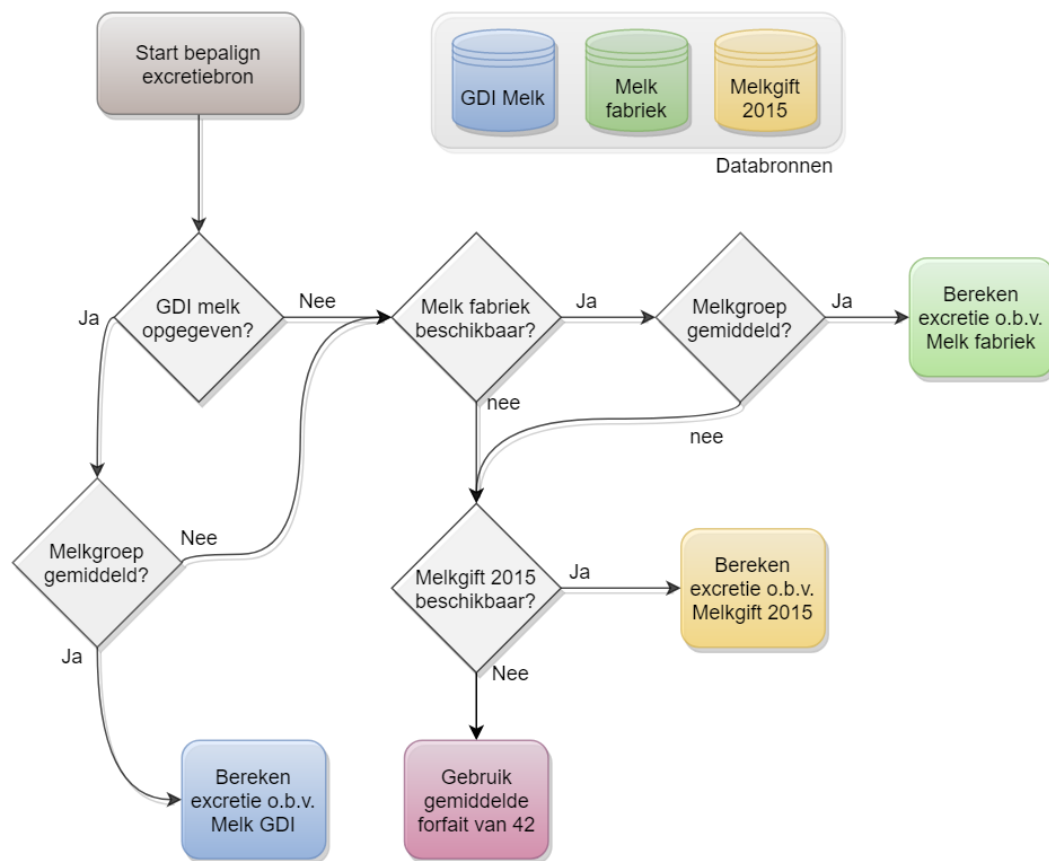 Start bepalign
excretiebron
GDI Melk
Melk
fabriek
Melkgift
2015
Databronnen
GDI melk
opgegeven?
Ja
Nee
Melk fabriek
beschikbaar?
Ja
nee
Melkgroep
gemiddeld?
Ja
nee
Bereken
excretie o.b.v.
Melk fabriek
Melkgroep
gemiddeld?
Nee
Ja
Melkgift 2015
beschikbaar?
Ja
Nee
Bereken
excretie o.b.v.
Melkgift 2015
Bereken
excretie o.b.v.
Melk GDI
Gebruik
gemiddelde
forfait van 42